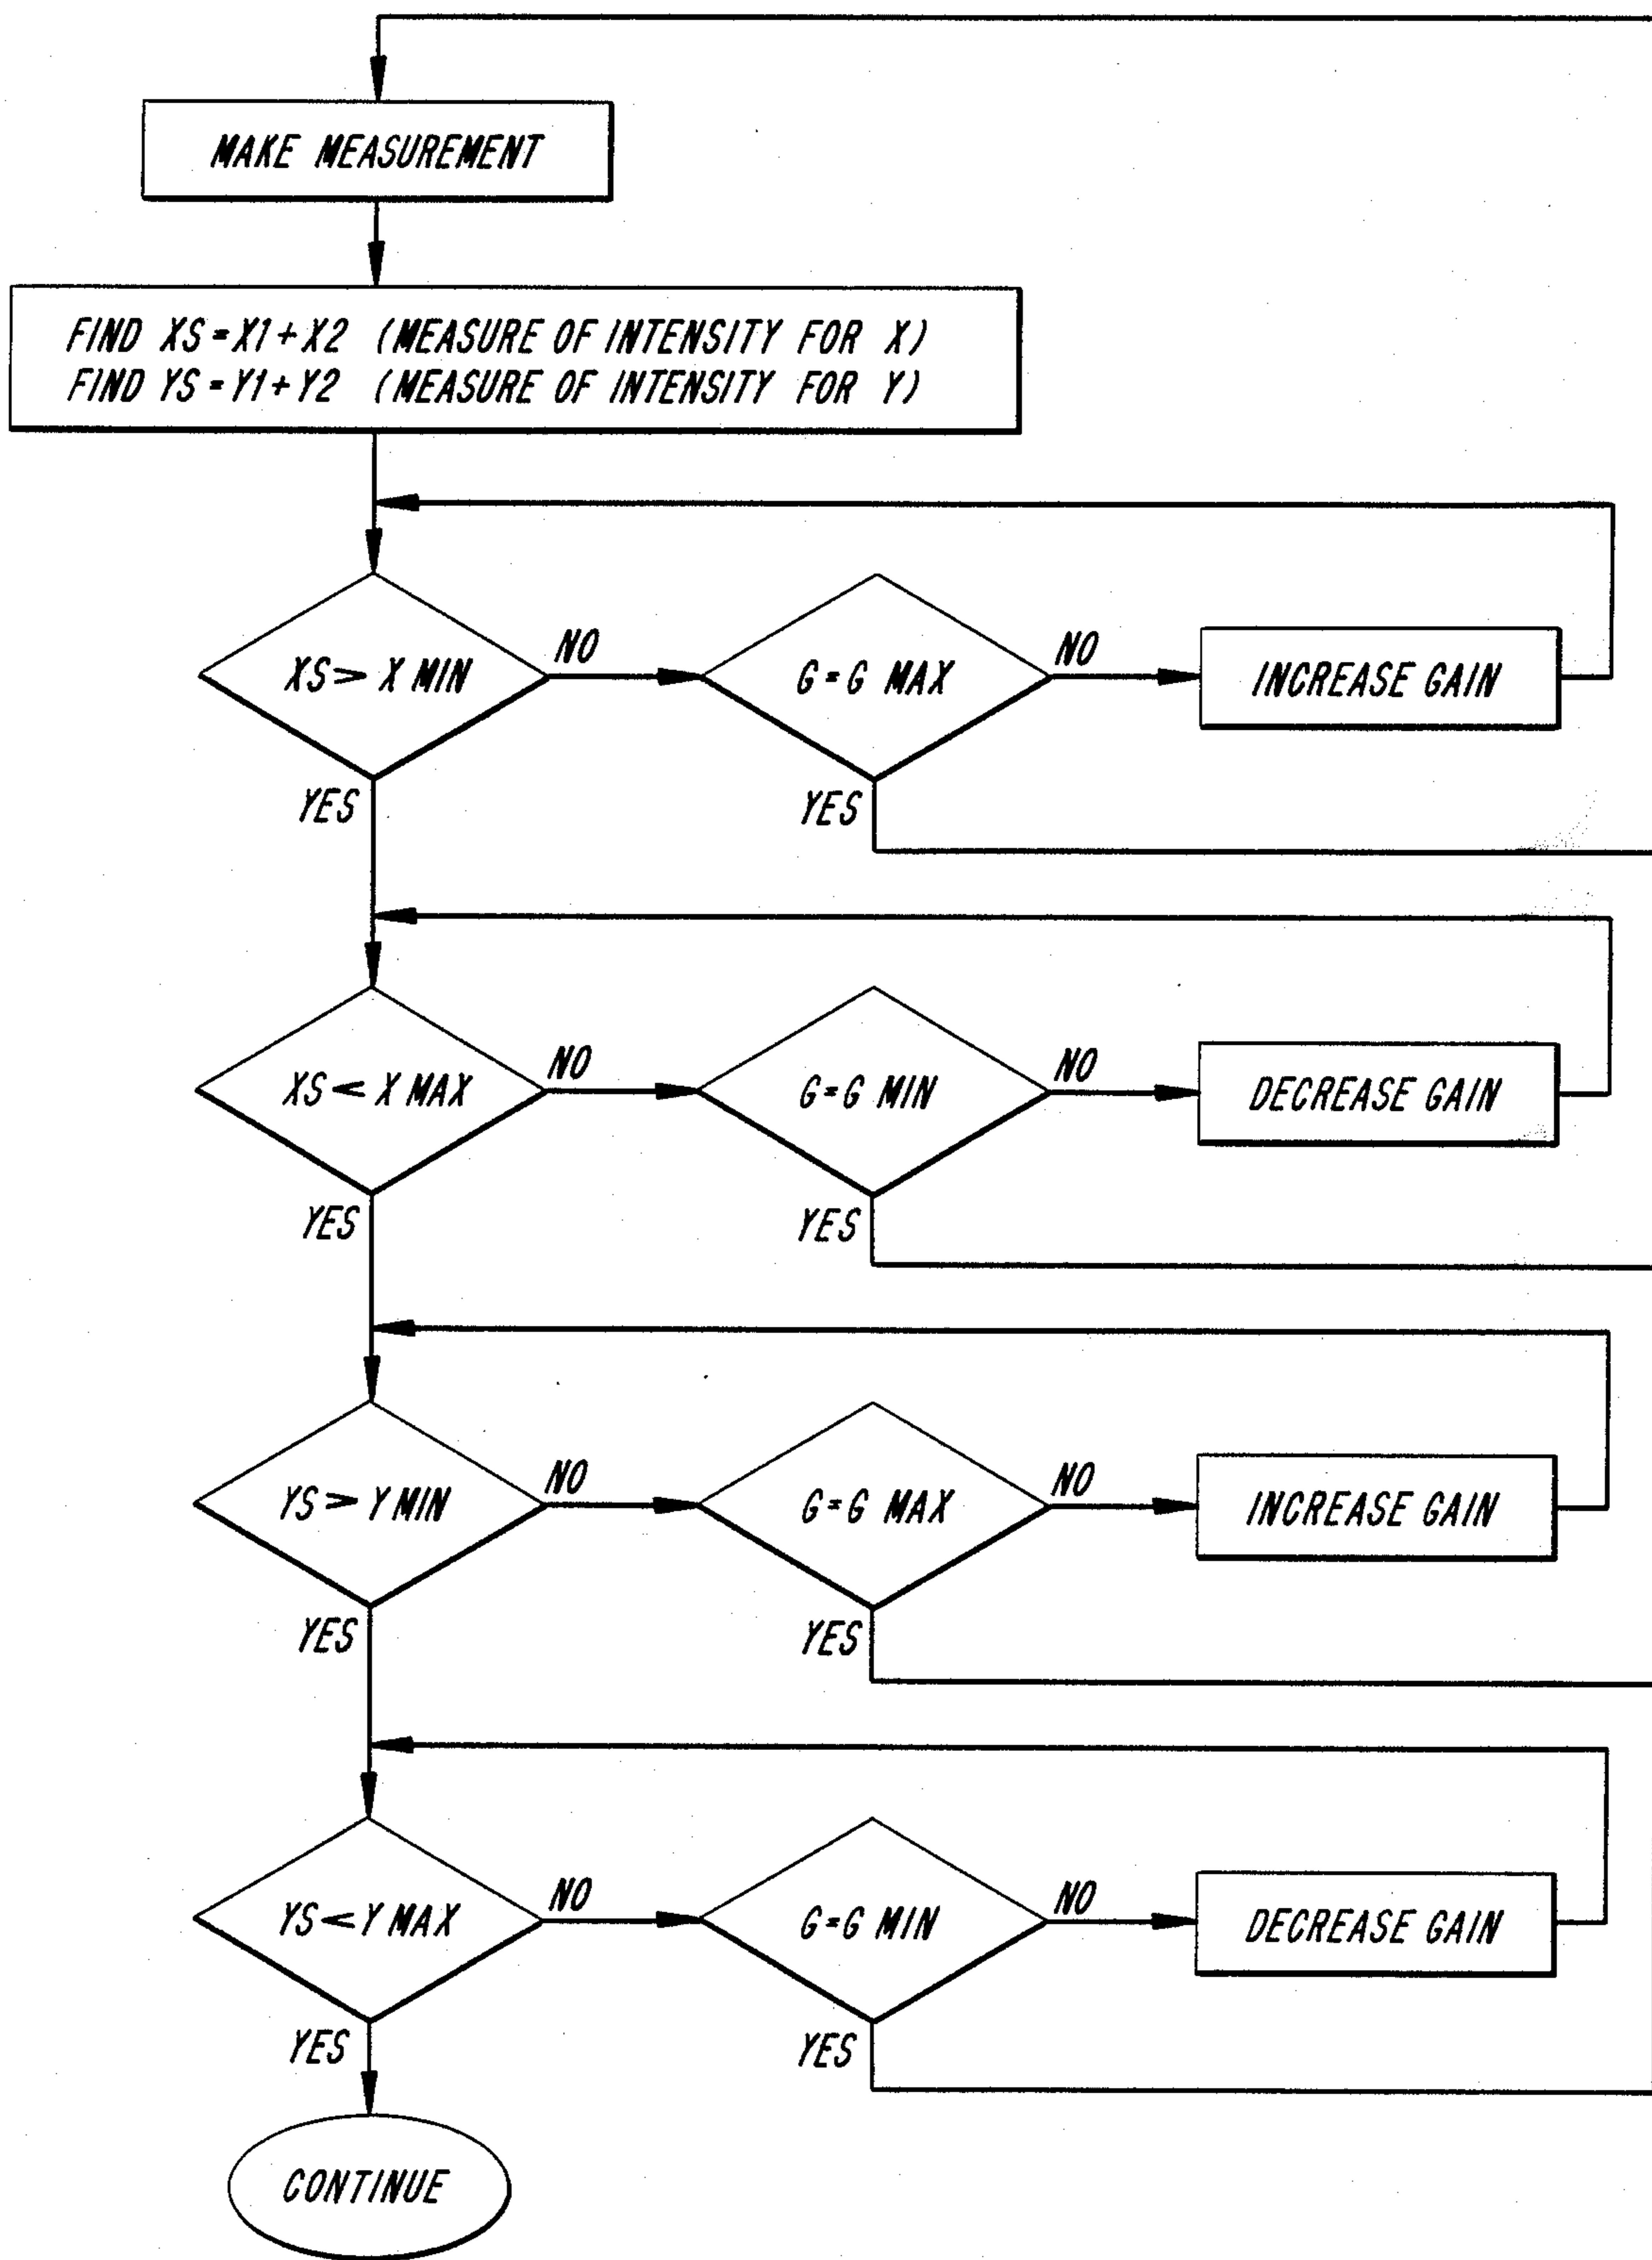 MAKE MEASUREMENT
FIND XS=X1+X2 (MEASURE OF INTENSITY FOR X)
FIND YS=Y1+Y2 (MEASURE OF INTENSITY FOR Y)
XS > X MIN
NO
G=G MAX
NO
INCREASE GAIN
YES
YES
XS < X MAX
NO
G=G MIN
NO
DECREASE GAIN
YES
YES
YS > Y MIN
NO
G=G MAX
NO
INCREASE GAIN
YES
YES
YS < Y MAX
NO
G=G MIN
NO
DECREASE GAIN
YES
YES
CONTINUE